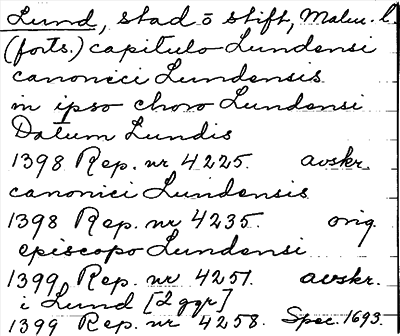 Lund, stad o stift, Malm. l.
(forts.) capitulo Lundensi
canonici Lundensis
in ipso choro Lundensi
Datum Lundis
1398 Rep. nr 4225. avskr.
canonici Lundensis
1398 Rep. nr 4235. orig.
episcopo Lundensi
1399 Rep. nr 4251. avskr.
i Lund [2 ggr]
1399 Rep. nr 4258. Spec. 1693.